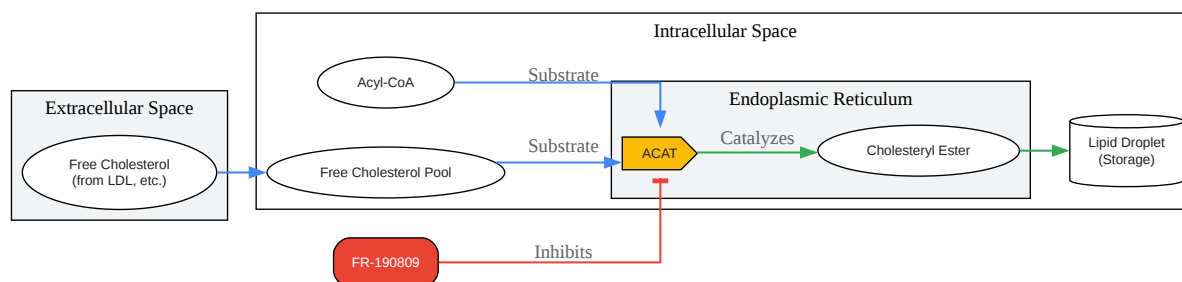 Intracellular Space
Acyl-CoA
Substrate
Extracellular Space
Endoplasmic Reticulum
Free Cholesterol
(from LDL, etc.)
Free Cholesterol Pool
Substrate
ACAT
Catalyzes
Cholesteryl Ester
Lipid Droplet
(Storage)
FR-190809
Inhibits